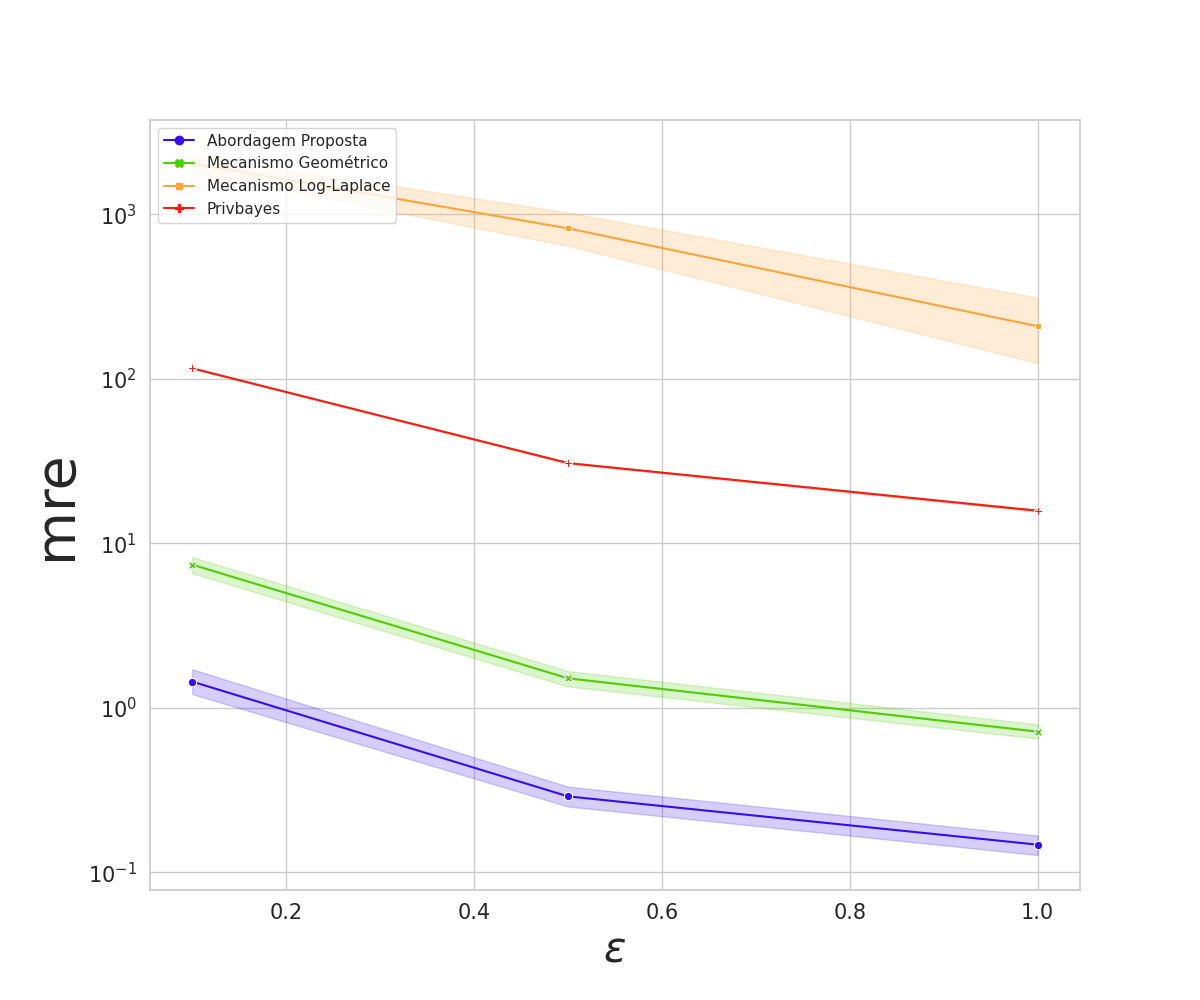 Abordagem Proposta
Mecanismo Geométrico
Mecanismo Log-Laplace
Privbayes
10³
10²
10¹
10⁰
10⁻¹
mre
0.2 0.4 0.6 0.8 1.0
ε